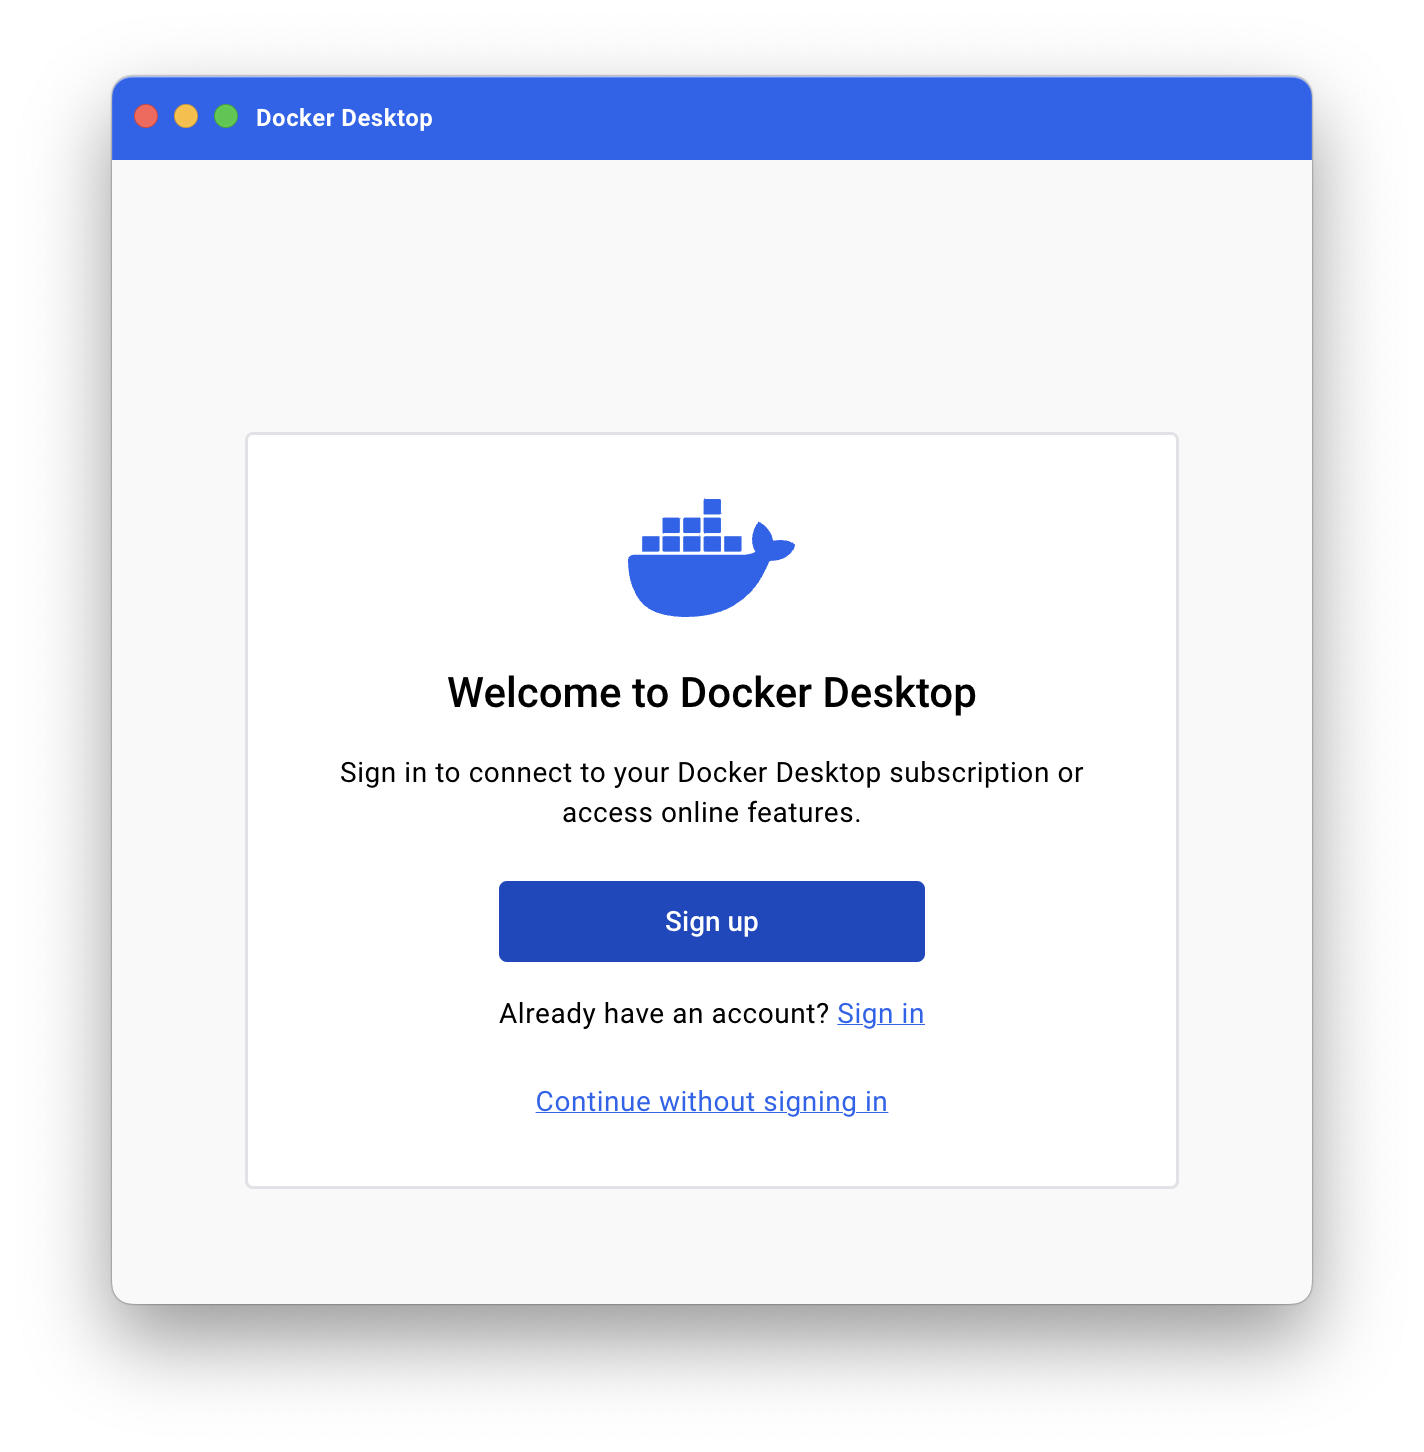 Docker Desktop
Welcome to Docker Desktop
Sign in to connect to your Docker Desktop subscription or
access online features.
Sign up
Already have an account? Sign in
Continue without signing in